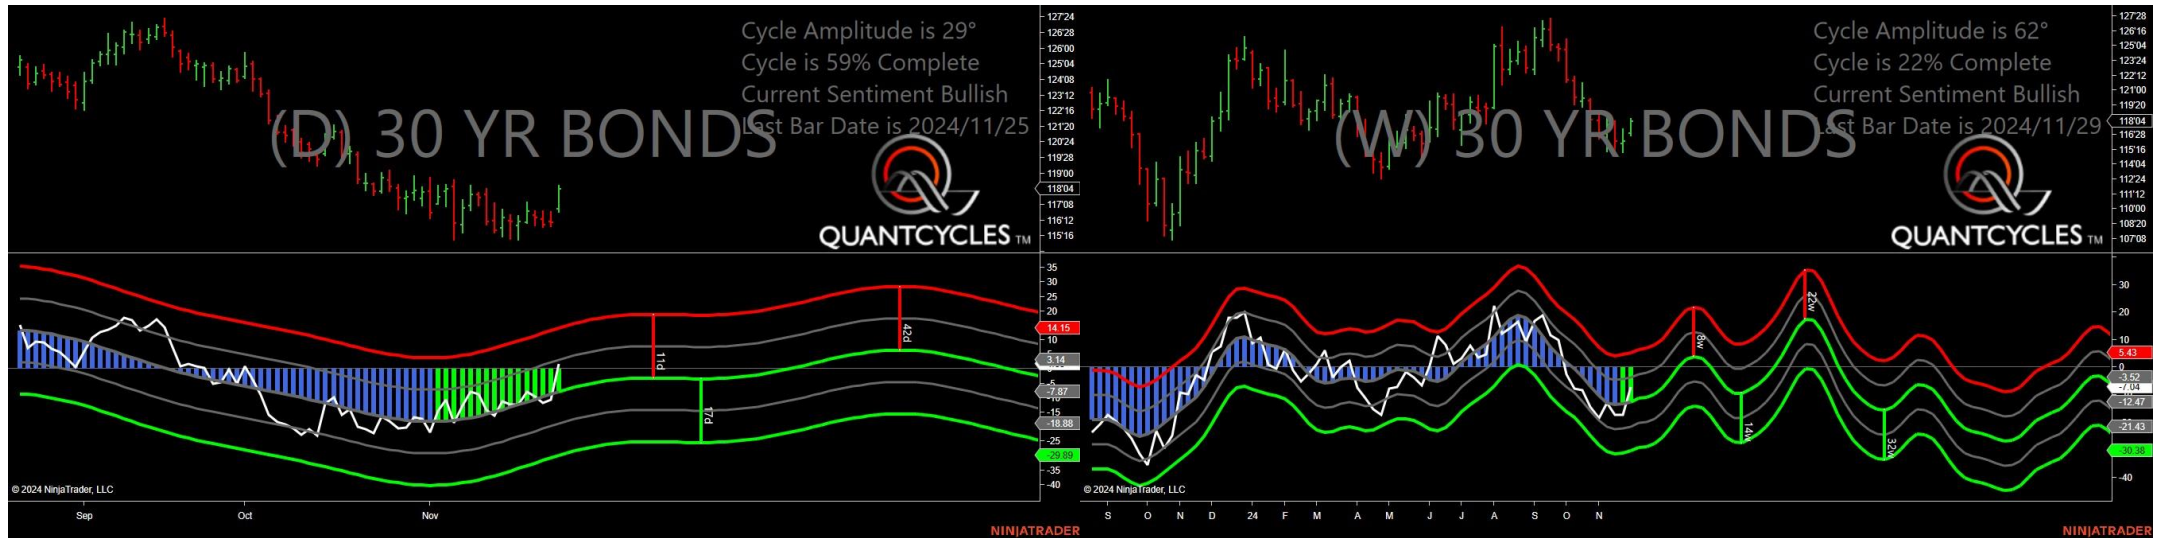 Cycle Amplitude is 29°
Cycle is 59% Complete
Current Sentiment Bullish
Last Bar Date is 2024/11/25
(D) 30 YR BONDS
QUANTCYCLES TM
127'24
126'28
126'00
125'04
124'08
123'12
122'16
121'20
120'24
119'28
119'00
118'04
117'08
116'12
115'16
35
30
25
20
14.15
10
3.14
-5
-7.87
-10
-15
-18.88
-25
-29.89
-35
-40
11d
17d
42d
© 2024 NinjaTrader, LLC
Sep Oct Nov
NINJATRADER
Cycle Amplitude is 62°
Cycle is 22% Complete
Current Sentiment Bullish
Last Bar Date is 2024/11/29
(W) 30 YR BONDS
QUANTCYCLES TM
127'28
126'16
125'04
123'24
122'12
121'00
119'20
118'04
116'28
115'16
114'04
112'24
111'12
110'00
108'20
107'08
30
20
10
5.43
0
-3.52
-7.04
-12.47
-21.43
-30.38
-40
8w
14w
22w
32w
© 2024 NinjaTrader, LLC
S O N D 24 F M A M J J A S O N
NINJATRADER